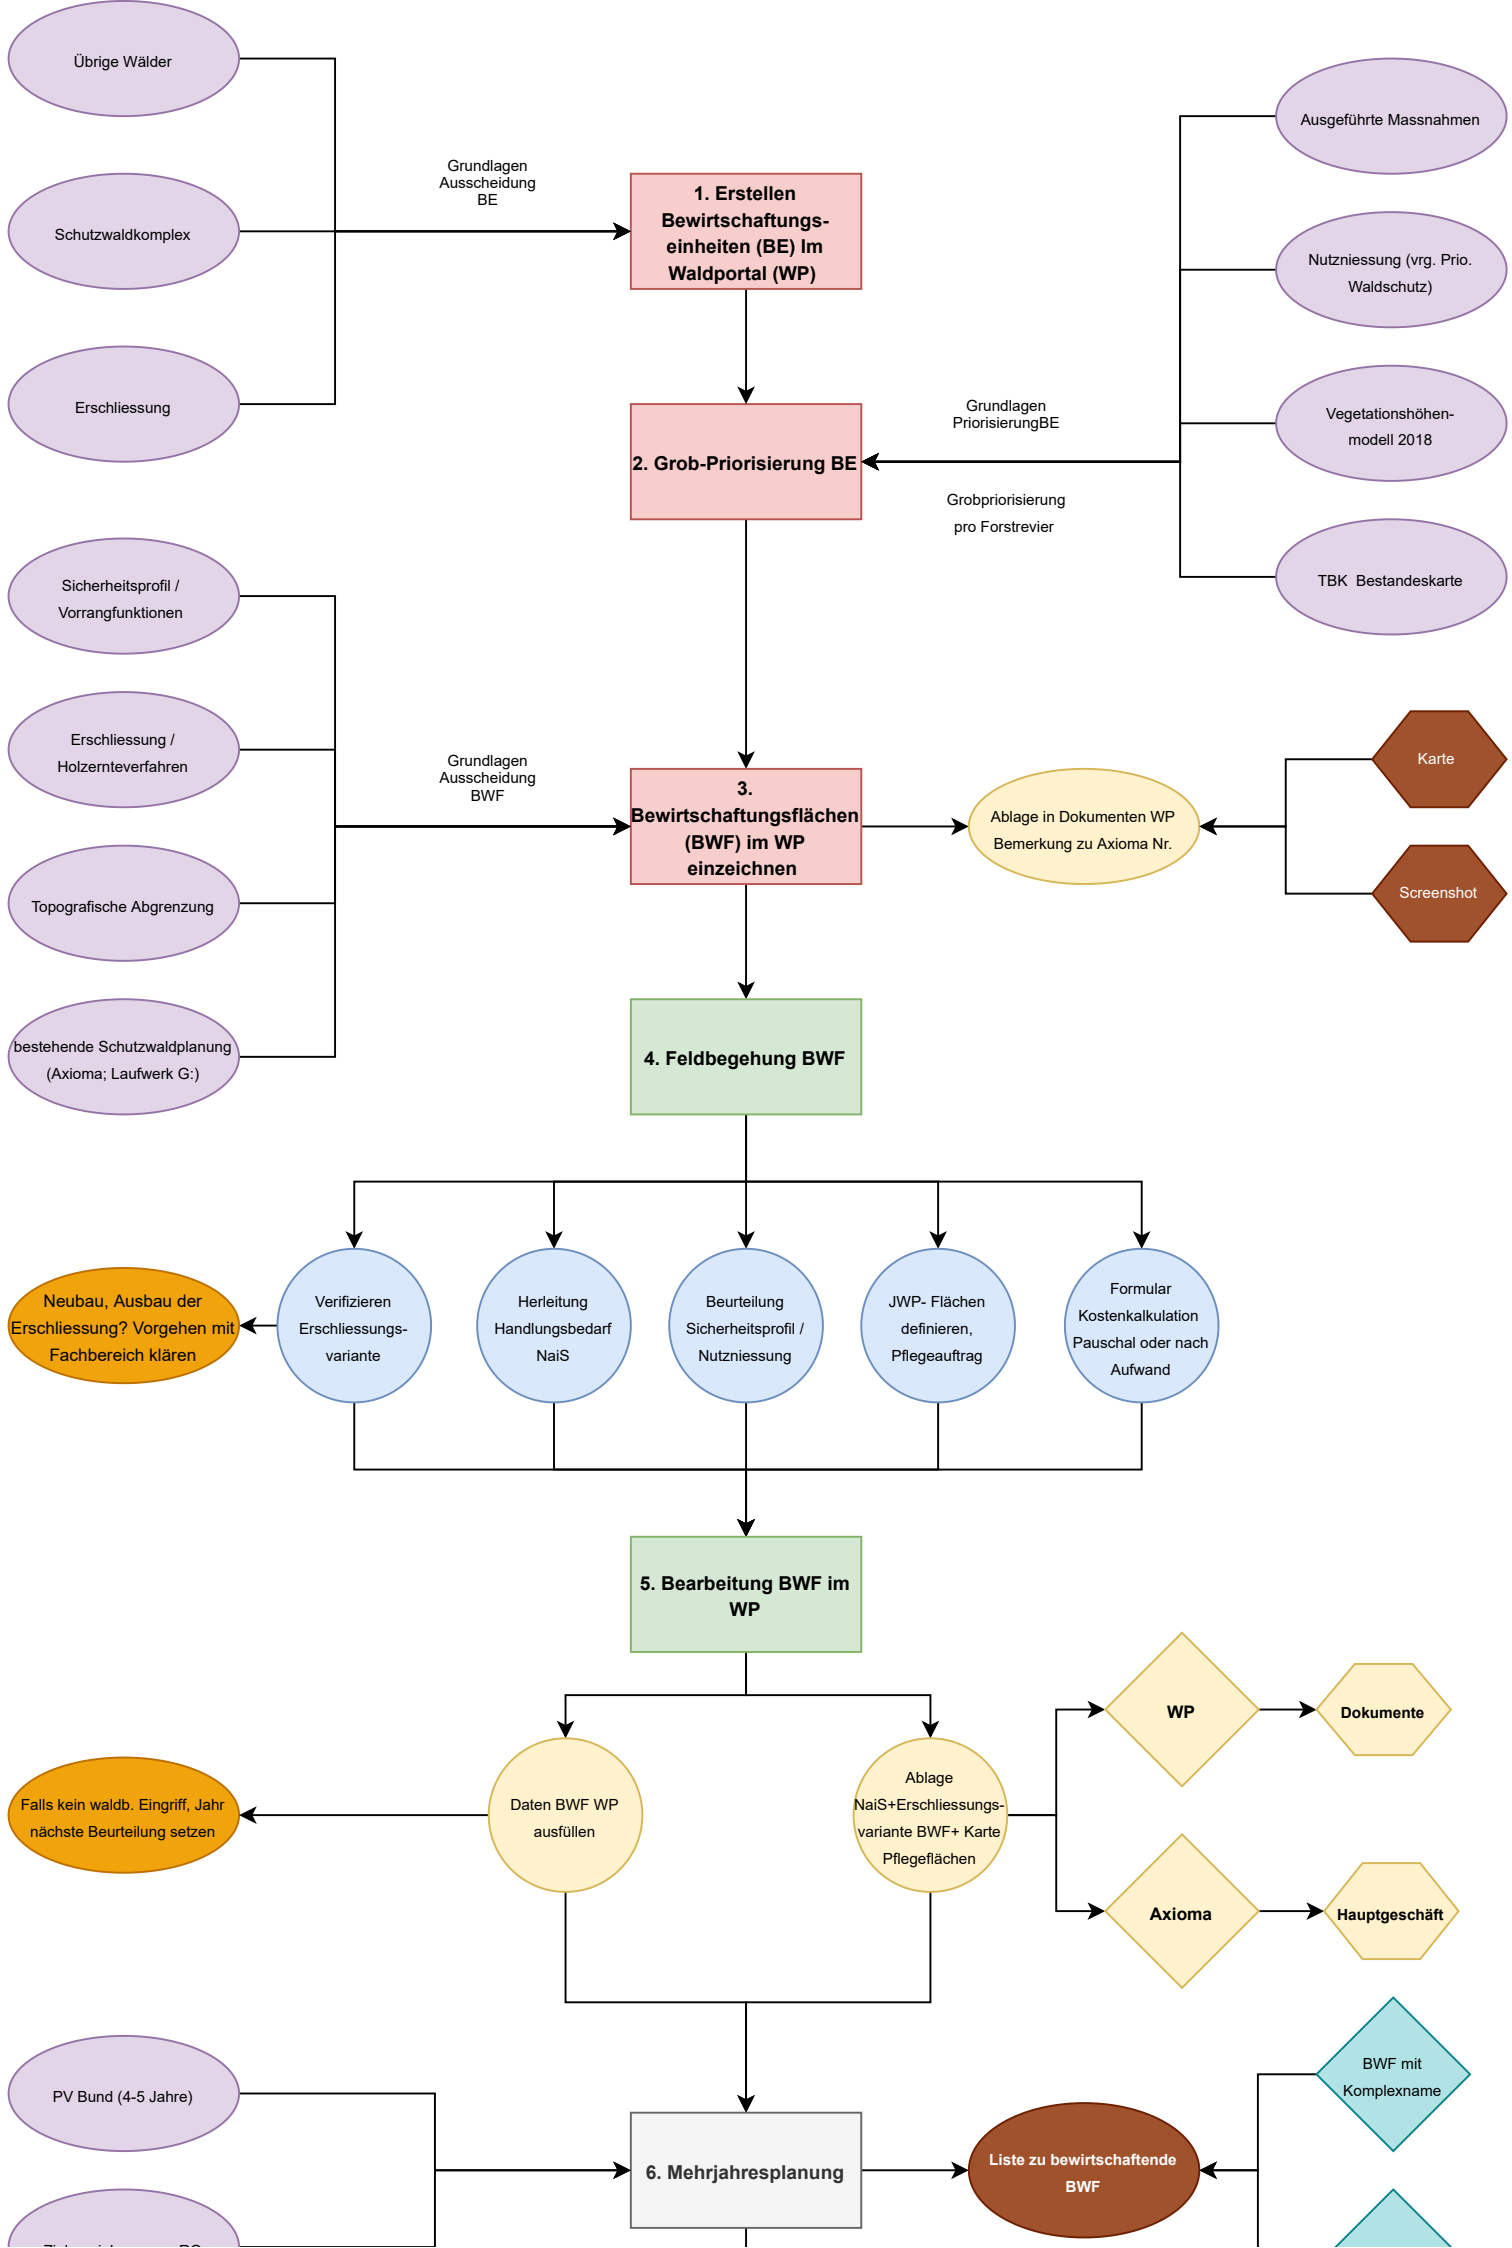 Übrige Wälder
Ausgeführte Massnahmen
Grundlagen
Ausscheidung
BE
1. Erstellen
Bewirtschaftungs-
einheiten (BE) Im
Waldportal (WP)
Schutzwaldkomplex
Nutzniessung (vrg. Prio.
Waldschutz)
Erschliessung
Grundlagen
PriorisierungBE
Vegetationshöhen-
modell 2018
2. Grob-Priorisierung BE
Grobpriorisierung
pro Forstrevier
TBK Bestandeskarte
Sicherheitsprofil /
Vorrangfunktionen
Erschliessung /
Holzernteverfahren
Grundlagen
Ausscheidung
BWF
3.
Bewirtschaftungsflächen
(BWF) im WP
einzeichnen
Ablage in Dokumenten WP
Bemerkung zu Axioma Nr.
Karte
Screenshot
Topografische Abgrenzung
bestehende Schutzwaldplanung
(Axioma; Laufwerk G:)
4. Feldbegehung BWF
Neubau, Ausbau der
Erschliessung? Vorgehen mit
Fachbereich klären
Verifizieren
Erschliessungs-
variante
Herleitung
Handlungsbedarf
NaiS
Beurteilung
Sicherheitsprofil /
Nutzniessung
JWP- Flächen
definieren,
Pflegeauftrag
Formular
Kostenkalkulation
Pauschal oder nach
Aufwand
5. Bearbeitung BWF im
WP
WP
Dokumente
Falls kein waldb. Eingriff, Jahr
nächste Beurteilung setzen
Daten BWF WP
ausfüllen
Ablage
NaiS+Erschliessungs-
variante BWF+ Karte
Pflegeflächen
Axioma
Hauptgeschäft
PV Bund (4-5 Jahre)
BWF mit
Komplexname
6. Mehrjahresplanung
Liste zu bewirtschaftende
BWF